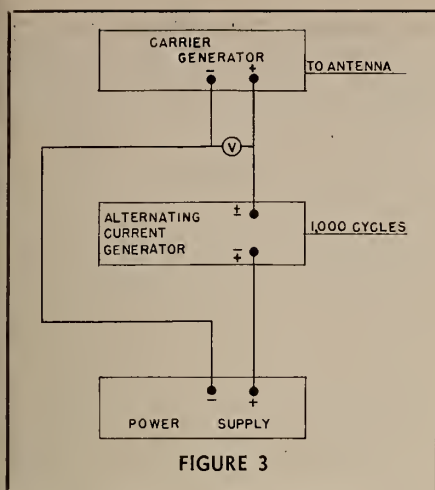 CARRIER
GENERATOR
TO ANTENNA
− +
V
ALTERNATING
CURRENT
GENERATOR
±
∓
1,000 CYCLES
− +
POWER SUPPLY
FIGURE 3